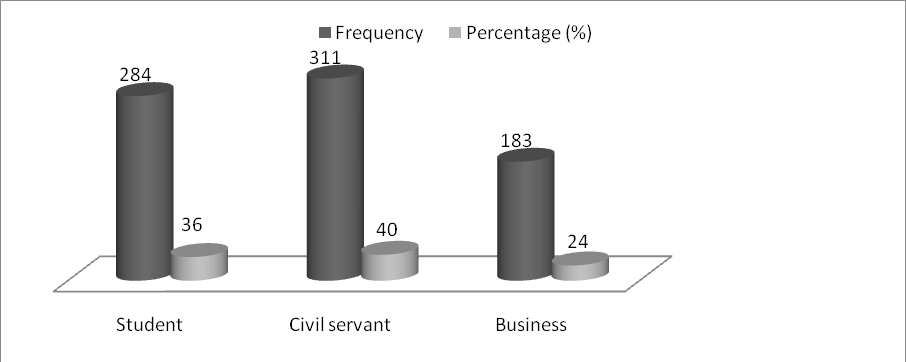 Frequency Percentage (%)
284 311 183
36 40 24
Student Civil servant Business